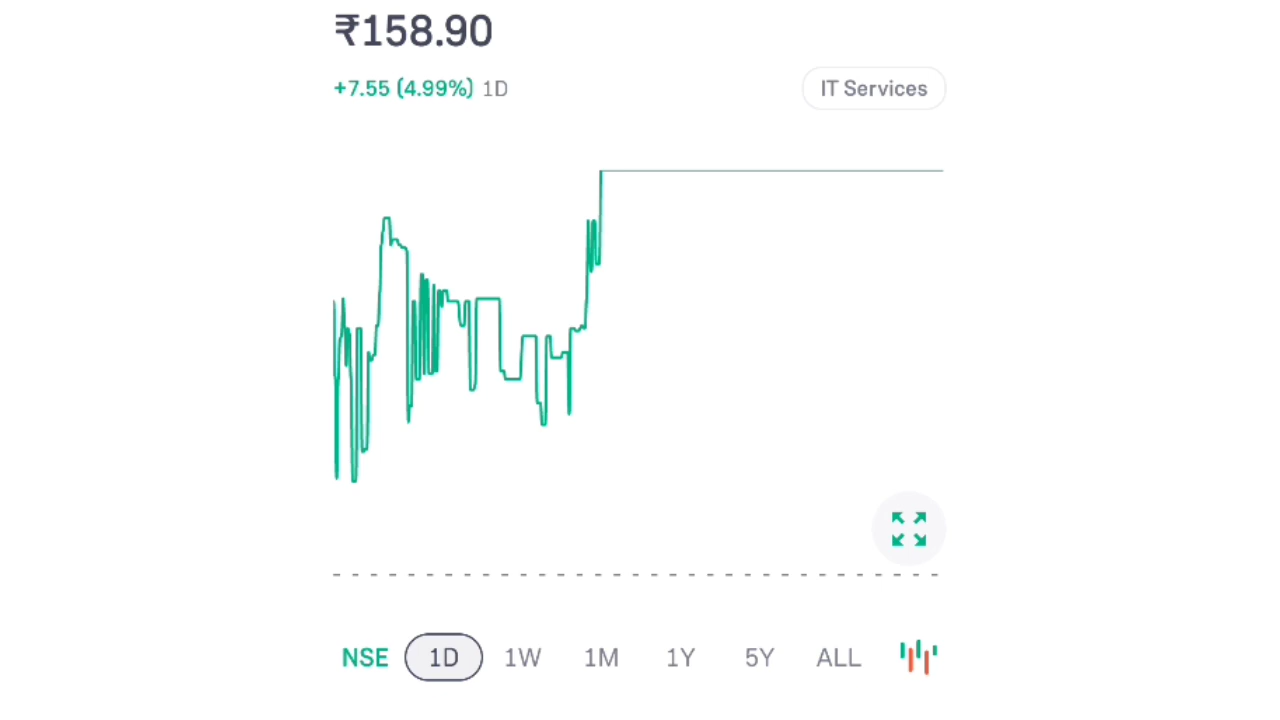 ₹158.90
+7.55 (4.99%) 1D
IT Services
NSE 1D 1W 1M 1Y 5Y ALL